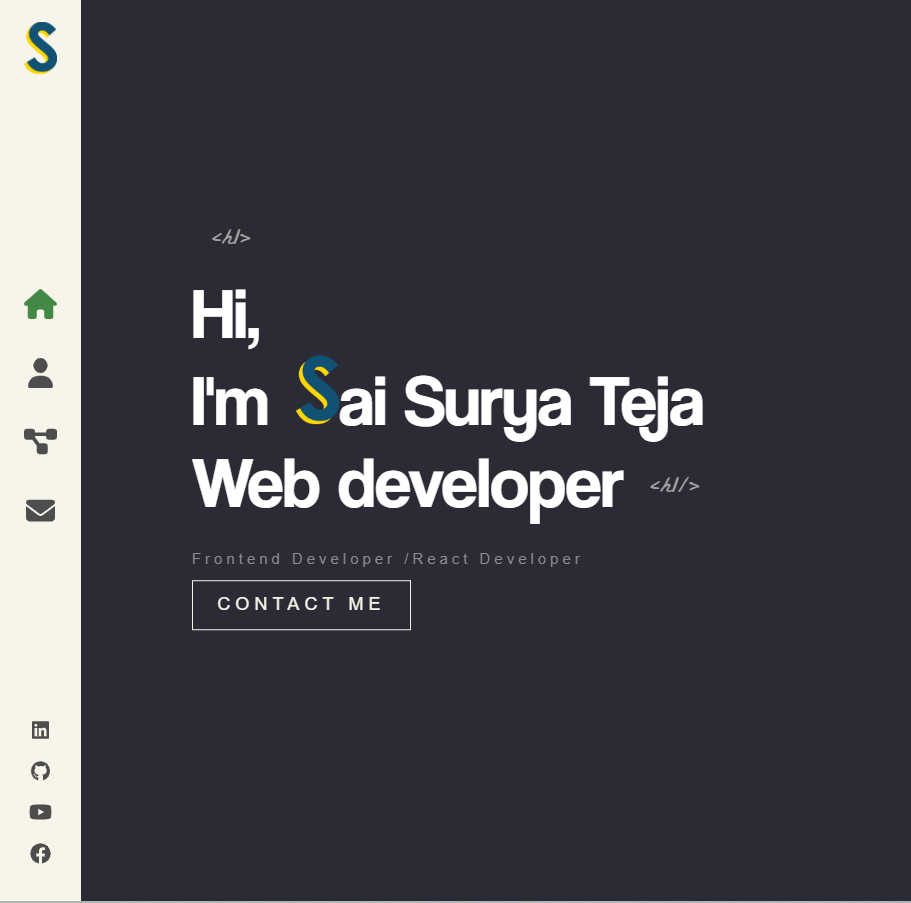 S
<h1>
Hi,
I'm Sai Surya Teja
Web developer
<h1/>
Frontend Developer /React Developer
CONTACT ME